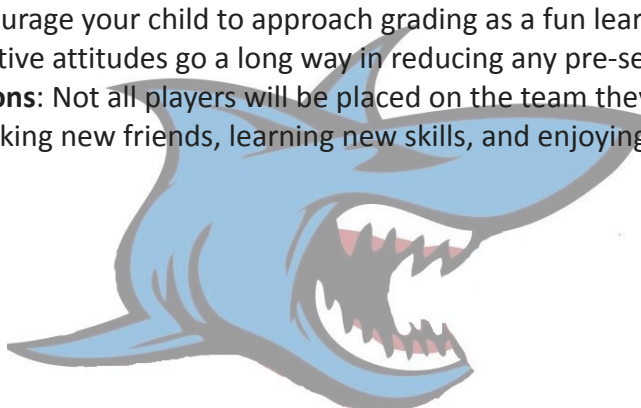 urage your child to approach grading as a fun lear
tive attitudes go a long way in reducing any pre-se
ons: Not all players will be placed on the team they
king new friends, learning new skills, and enjoying